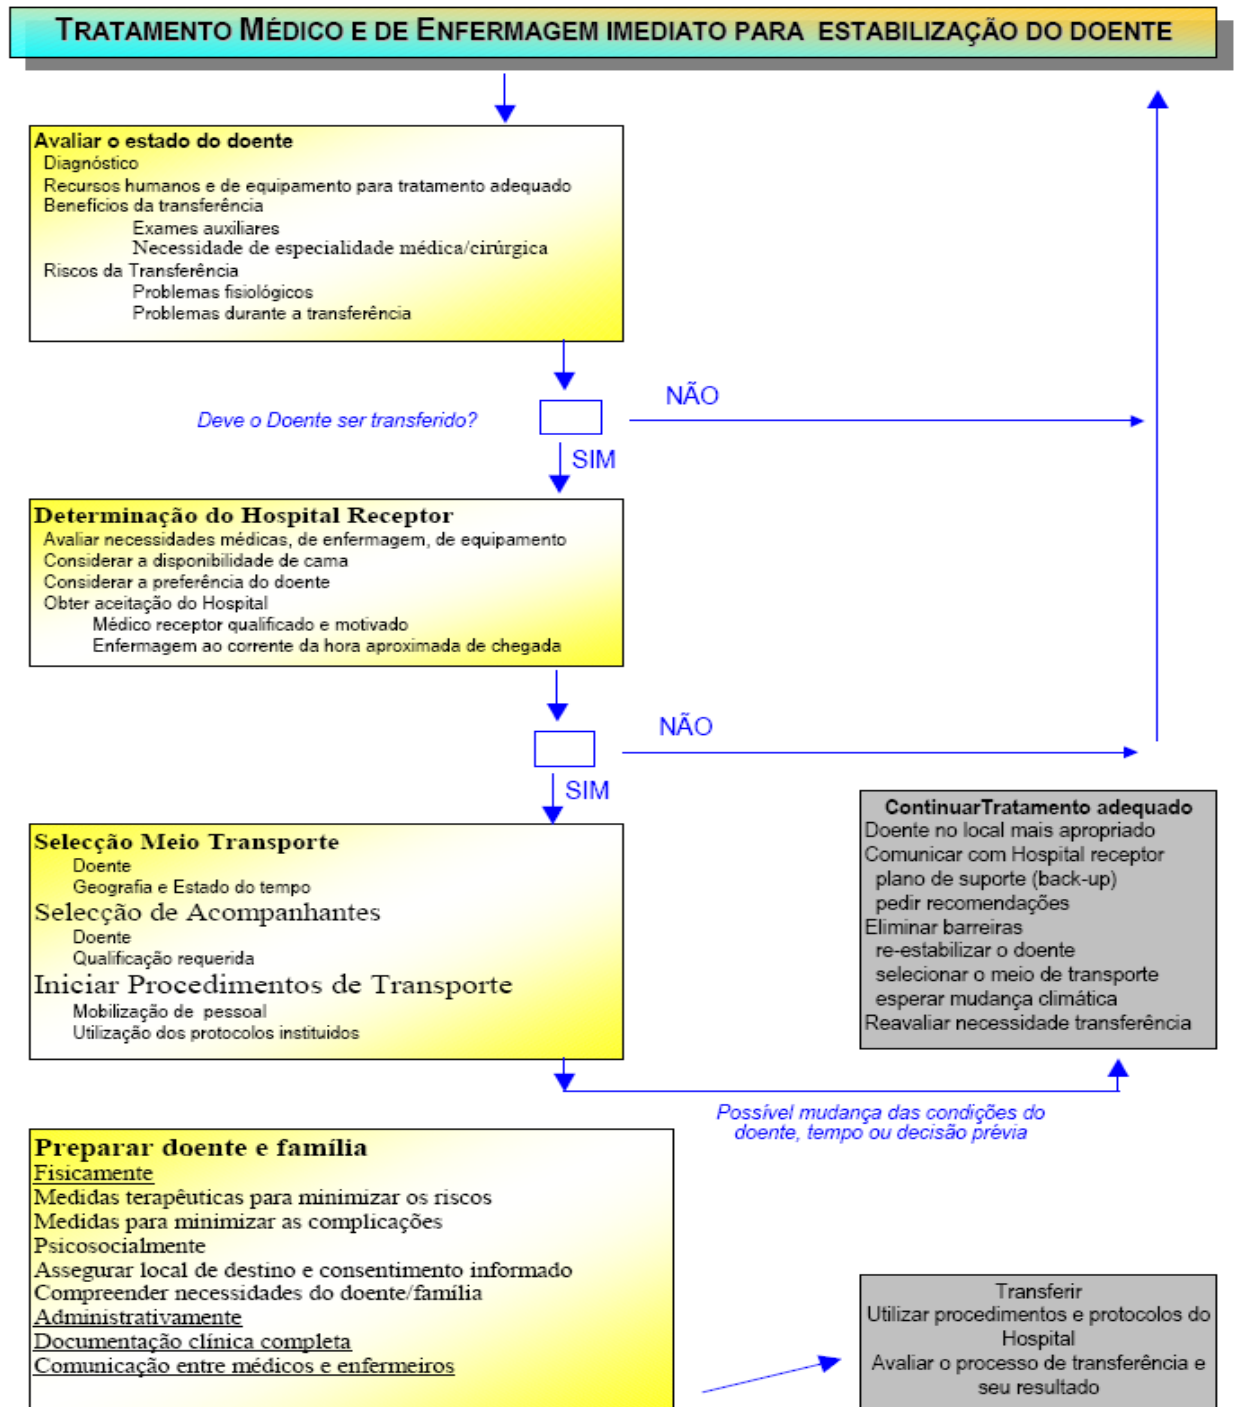 TRATAMENTO MÉDICO E DE ENFERMAGEM IMEDIATO PARA ESTABILIZAÇÃO DO DOENTE
Avaliar o estado do doente
Diagnóstico
Recursos humanos e de equipamento para tratamento adequado
Benefícios da transferência
Exames auxiliares
Necessidade de especialidade médica/cirúrgica
Riscos da Transferência
Problemas fisiológicos
Problemas durante a transferência
Deve o Doente ser transferido?
NÃO
SIM
Determinação do Hospital Receptor
Avaliar necessidades médicas, de enfermagem, de equipamento
Considerar a disponibilidade de cama
Considerar a preferência do doente
Obter aceitação do Hospital
Médico receptor qualificado e motivado
Enfermagem ao corrente da hora aproximada de chegada
NÃO
SIM
Selecção Meio Transporte
Doente
Geografia e Estado do tempo
Selecção de Acompanhantes
Doente
Qualificação requerida
Iniciar Procedimentos de Transporte
Mobilização de pessoal
Utilização dos protocolos instituidos
ContinuarTratamento adequado
Doente no local mais apropriado
Comunicar com Hospital receptor
plano de suporte (back-up)
pedir recomendações
Eliminar barreiras
re-estabilizar o doente
selecionar o meio de transporte
esperar mudança climática
Reavaliar necessidade transferência
Possível mudança das condições do
doente, tempo ou decisão prévia
Preparar doente e família
Fisicamente
Medidas terapêuticas para minimizar os riscos
Medidas para minimizar as complicações
Psicosocialmente
Assegurar local de destino e consentimento informado
Compreender necessidades do doente/família
Administrativamente
Documentação clínica completa
Comunicação entre médicos e enfermeiros
Transferir
Utilizar procedimentos e protocolos do
Hospital
Avaliar o processo de transferência e
seu resultado